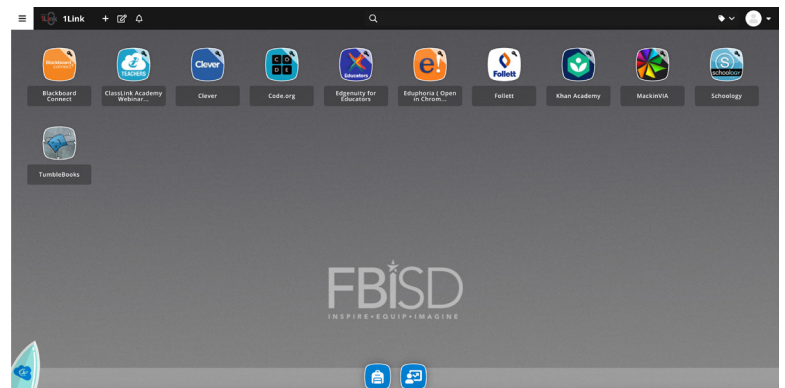 1Link
Blackboard
connect
TEACHERS
Clever
C O
D E
Educators
e!
Follett
S
schoology
Blackboard
Connect
ClassLink Academy
Webinar...
Clever
Code.org
Edgenuity for
Educators
Eduphoria ( Open
in Chrom...
Follett
Khan Academy
MackinVIA
Schoology
TumbleBooks
FBISD
INSPIRE•EQUIP•IMAGINE